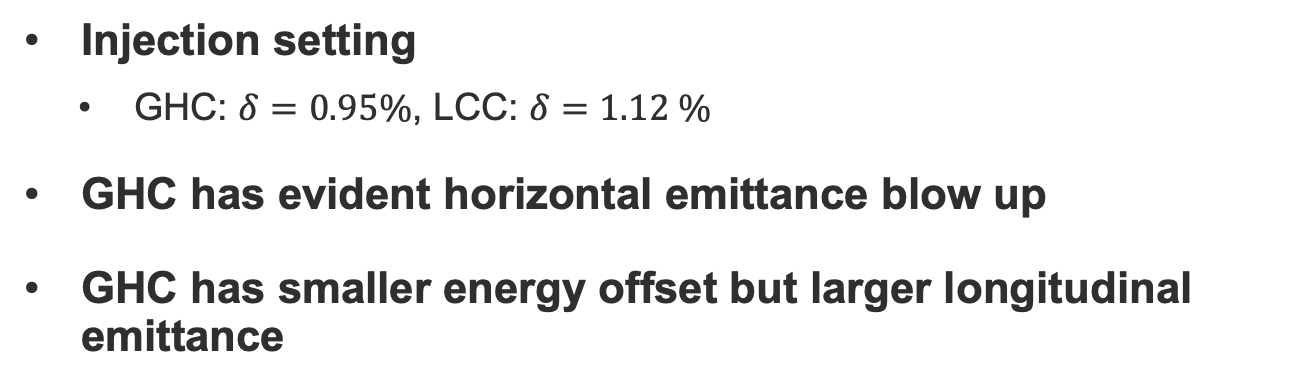 • Injection setting
• GHC: 𝛿 = 0.95%, LCC: 𝛿 = 1.12 %
• GHC has evident horizontal emittance blow up
• GHC has smaller energy offset but larger longitudinal
emittance